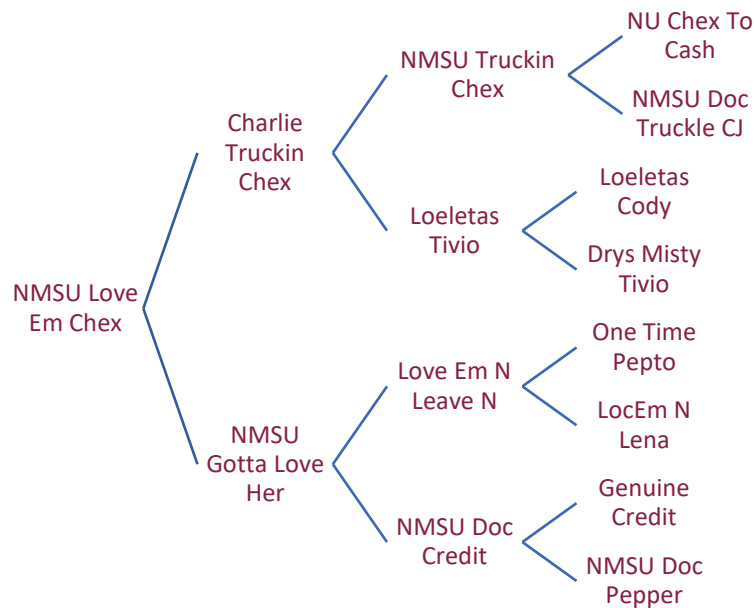 NU Chex To
Cash
NMSU Truckin
Chex
NMSU Doc
Truckle CJ
Charlie
Truckin
Chex
Loeletas
Cody
Loeletas
Tivio
Drys Misty
Tivio
NMSU Love
Em Chex
One Time
Pepto
Love Em N
Leave N
LocEm N
Lena
NMSU
Gotta Love
Her
Genuine
Credit
NMSU Doc
Credit
NMSU Doc
Pepper